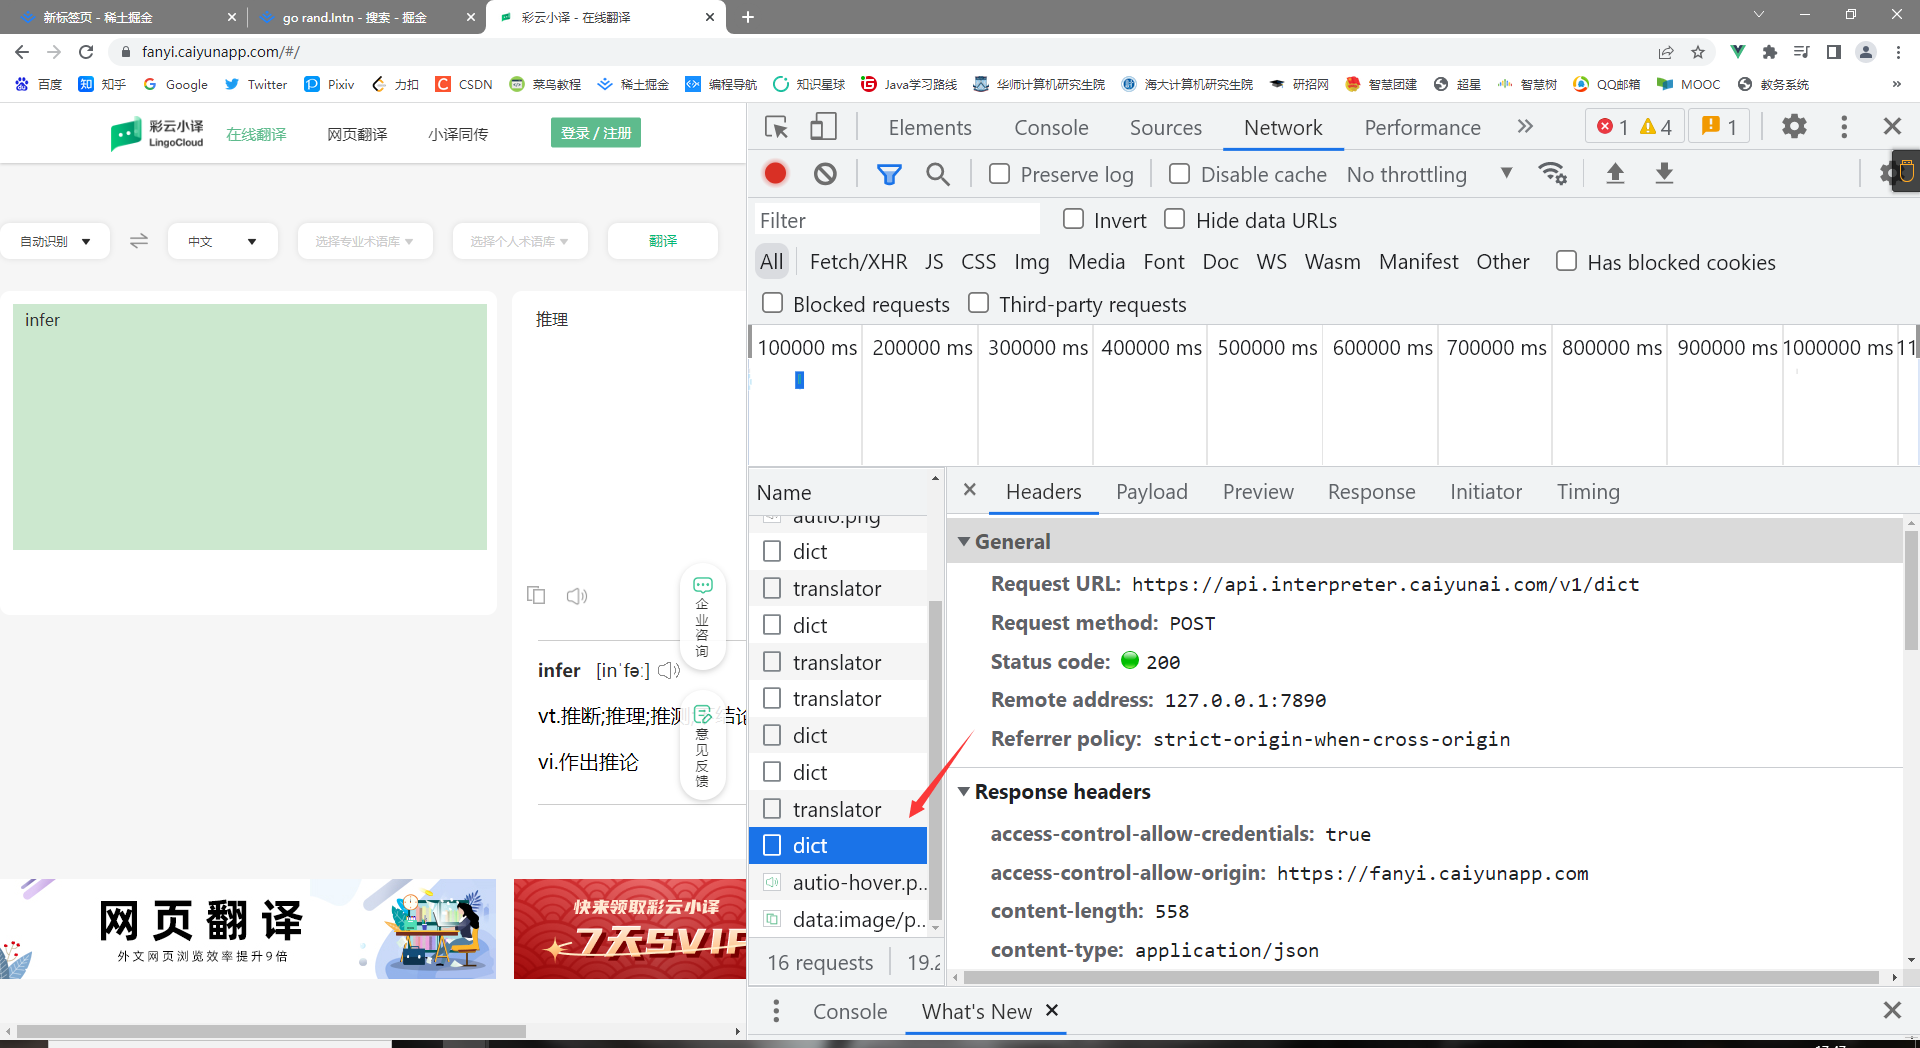 新标签页 - 稀土掘金
go rand.Intn - 搜索 - 掘金
彩云小译 - 在线翻译
fanyi.caiyunapp.com/#/
百度 知乎 Google Twitter Pixiv 力扣 CSDN 菜鸟教程 稀土掘金 编程导航 知识星球 Java学习路线 华师计算机研究生院 海大计算机研究生院 研招网 智慧团建 超星 智慧树 QQ邮箱 MOOC 教务系统 »
彩云小译
LingoCloud
在线翻译 网页翻译 小译同传 登录 / 注册
自动识别 中文 选择专业术语库 选择个人术语库 翻译
infer
推理
企业咨询
infer [inˈfəː]
vt.推断;推理;推测
结论
vi.作出推论
意见反馈
网页翻译
外文网页浏览效率提升9倍
快来领取彩云小译
7天SVIP
Elements Console Sources Network Performance » 1 4 1
Preserve log Disable cache No throttling
Filter Invert Hide data URLs
All Fetch/XHR JS CSS Img Media Font Doc WS Wasm Manifest Other Has blocked cookies
Blocked requests Third-party requests
100000 ms 200000 ms 300000 ms 400000 ms 500000 ms 600000 ms 700000 ms 800000 ms 900000 ms 1000000 ms 11
Name
autio.png
dict
translator
dict
translator
translator
dict
dict
translator
dict
autio-hover.p...
data:image/p...
16 requests 19.2
Headers Payload Preview Response Initiator Timing
General
Request URL: https://api.interpreter.caiyunai.com/v1/dict
Request method: POST
Status code: 200
Remote address: 127.0.0.1:7890
Referrer policy: strict-origin-when-cross-origin
Response headers
access-control-allow-credentials: true
access-control-allow-origin: https://fanyi.caiyunapp.com
content-length: 558
content-type: application/json
Console What's New